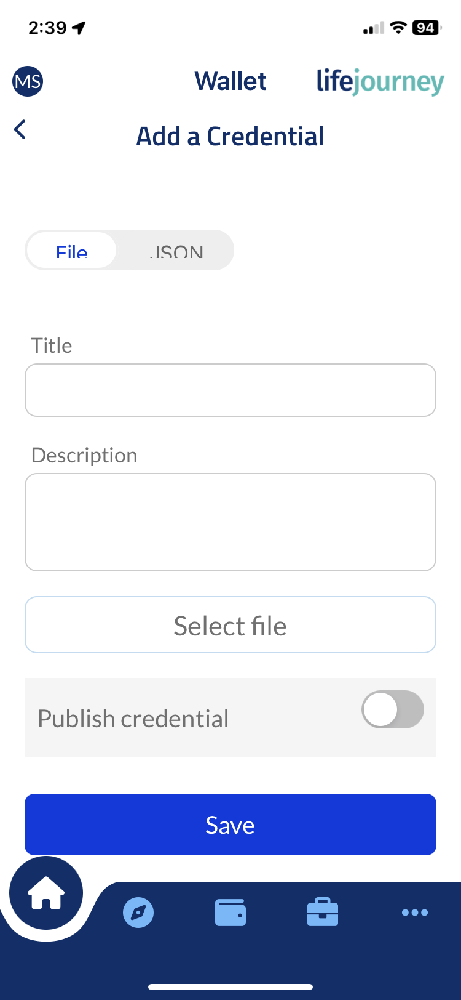 2:39
94
MS
Wallet
lifejourney
Add a Credential
File
JSON
Title
Description
Select file
Publish credential
Save